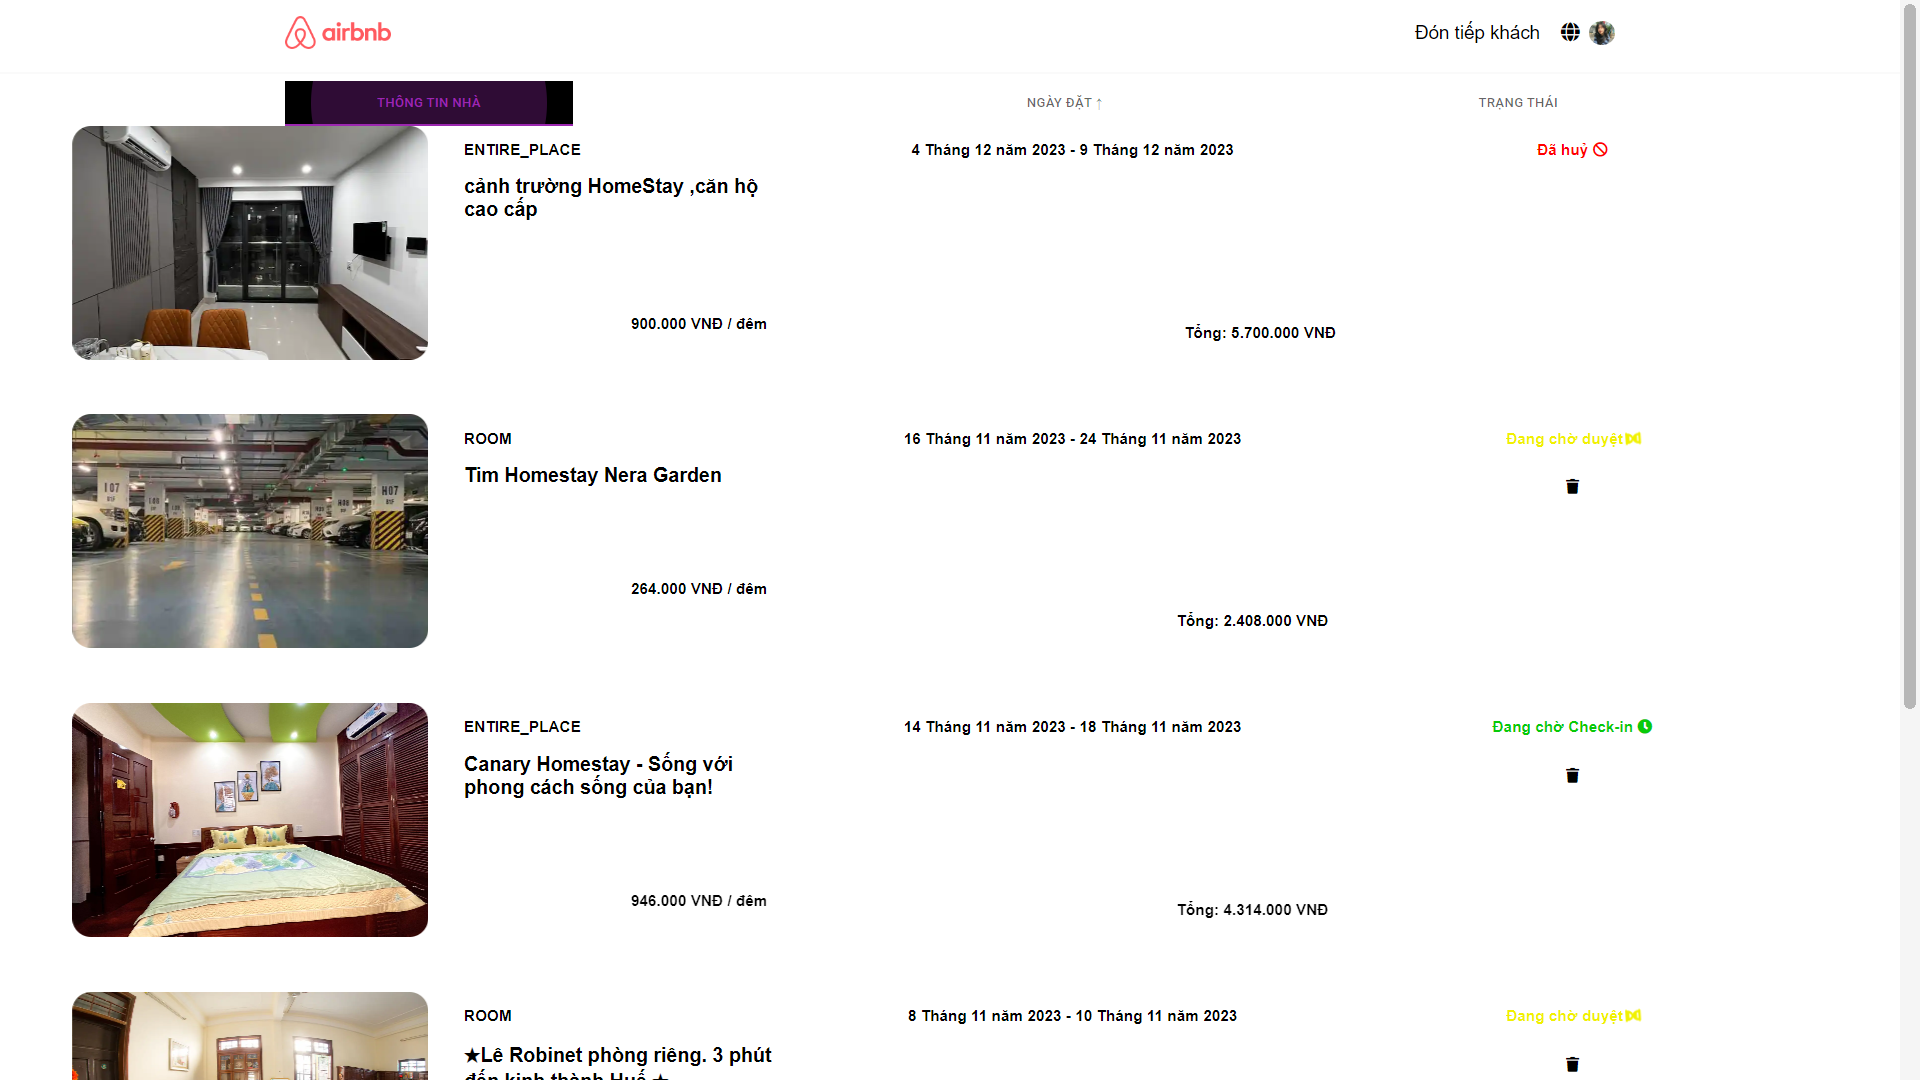 airbnb
Đón tiếp khách
THÔNG TIN NHÀ
NGÀY ĐẶT ↑
TRẠNG THÁI
ENTIRE_PLACE
4 Tháng 12 năm 2023 - 9 Tháng 12 năm 2023
Đã huỷ
cảnh trường HomeStay ,căn hộ
cao cấp
900.000 VNĐ / đêm
Tổng: 5.700.000 VNĐ
I 07
H07
ROOM
16 Tháng 11 năm 2023 - 24 Tháng 11 năm 2023
Đang chờ duyệt
Tim Homestay Nera Garden
264.000 VNĐ / đêm
Tổng: 2.408.000 VNĐ
ENTIRE_PLACE
14 Tháng 11 năm 2023 - 18 Tháng 11 năm 2023
Đang chờ Check-in
Canary Homestay - Sống với
phong cách sống của bạn!
946.000 VNĐ / đêm
Tổng: 4.314.000 VNĐ
ROOM
8 Tháng 11 năm 2023 - 10 Tháng 11 năm 2023
Đang chờ duyệt
★Lê Robinet phòng riêng. 3 phút
đến kinh thành Huế ★